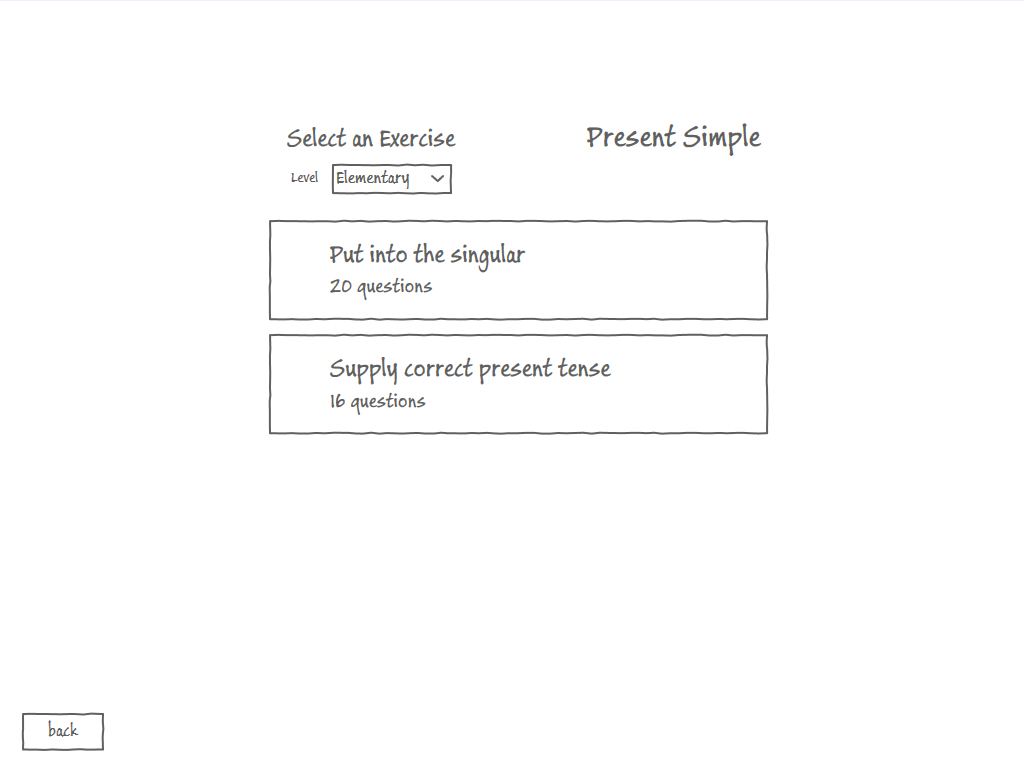 Select an Exercise
Present Simple
Level
Elementary
Put into the singular
20 questions
Supply correct present tense
16 questions
back